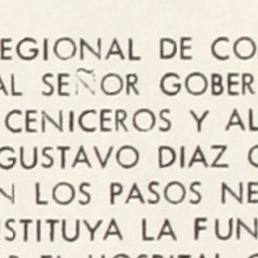 REGIONAL DE CO
AL SEÑOR GOBER
CENICEROS Y AL
GUSTAVO DIAZ O
N LOS PASOS NE
STITUYA LA FUN